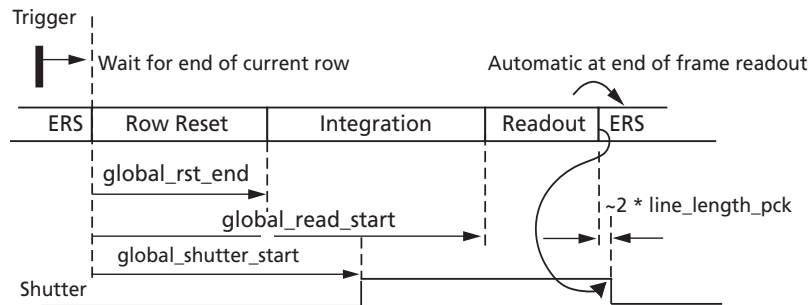 Trigger
Wait for end of current row
Automatic at end of frame readout
ERS Row Reset Integration Readout ERS
global_rst_end
~2 * line_length_pck
global_read_start
global_shutter_start
Shutter